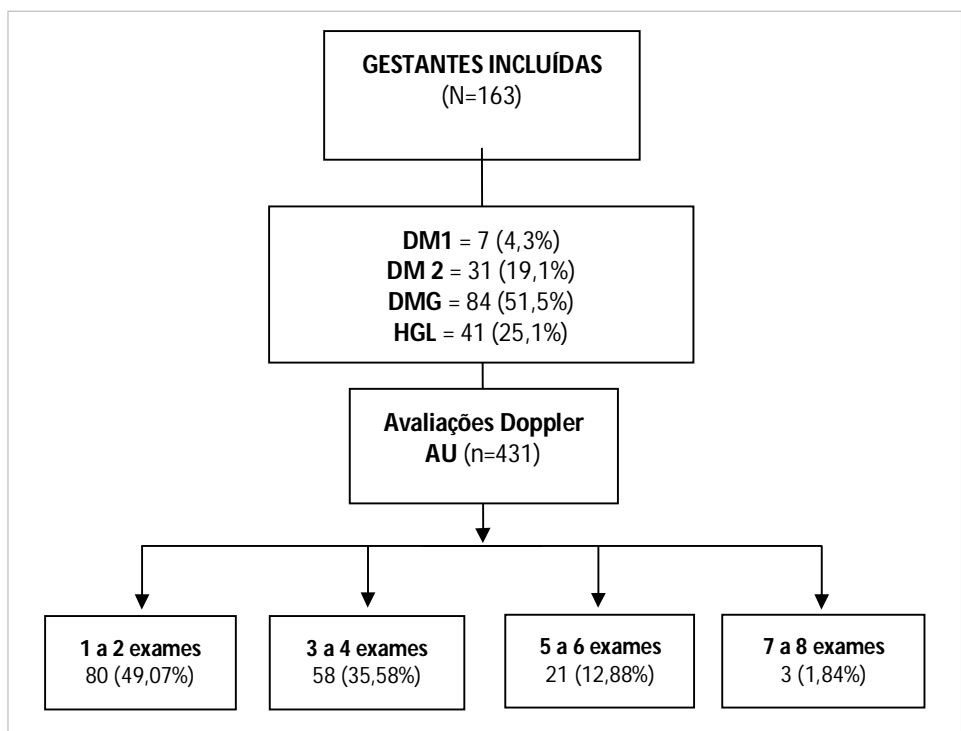 GESTANTES INCLUÍDAS
(N=163)
DM1 = 7 (4,3%)
DM 2 = 31 (19,1%)
DMG = 84 (51,5%)
HGL = 41 (25,1%)
Avaliações Doppler
AU (n=431)
1 a 2 exames
80 (49,07%)
3 a 4 exames
58 (35,58%)
5 a 6 exames
21 (12,88%)
7 a 8 exames
3 (1,84%)